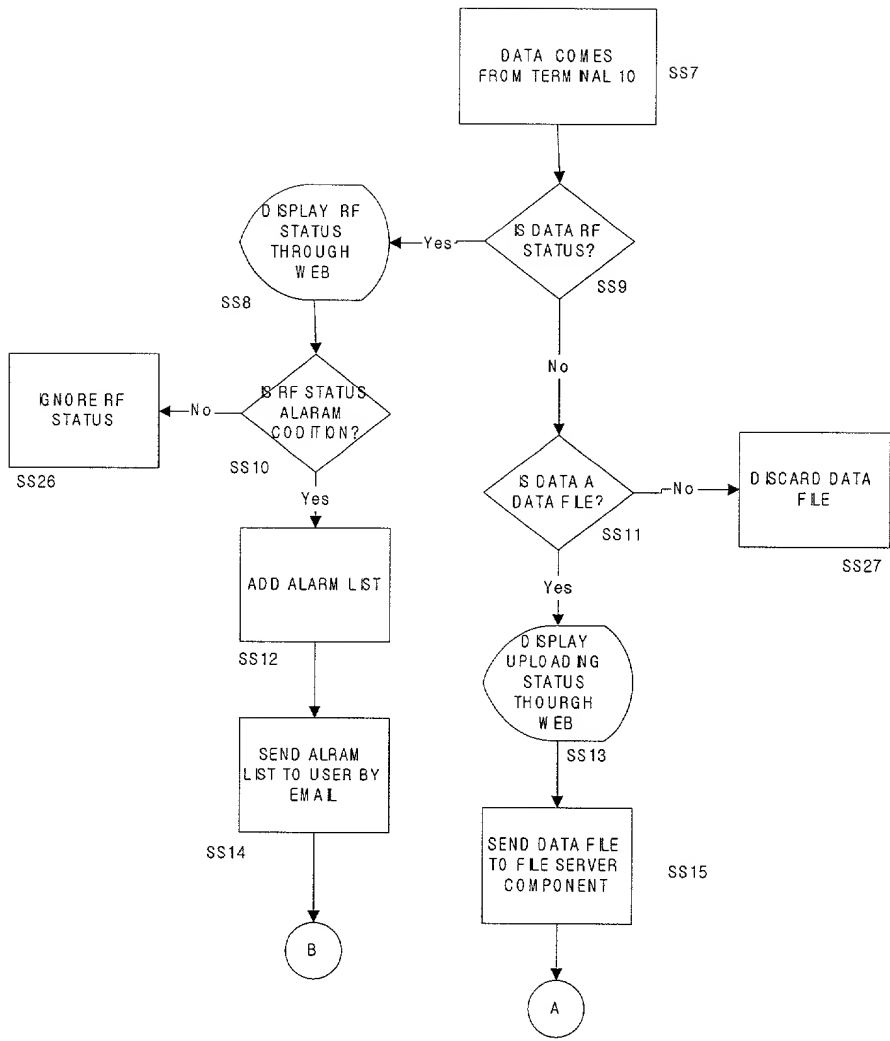 DATA COMES
FROM TERMINAL 10
SS7
IS DATA RF
STATUS?
SS9
Yes
DISPLAY RF
STATUS
THROUGH
WEB
SS8
No
IS RF STATUS
ALARAM
CODITION?
SS10
No
IGNORE RF
STATUS
SS26
Yes
IS DATA A
DATA FILE?
SS11
No
DISCARD DATA
FILE
SS27
ADD ALARM LIST
SS12
Yes
DISPLAY
UPLOADING
STATUS
THOURGH
WEB
SS13
SEND ALRAM
LIST TO USER BY
EMAIL
SS14
SEND DATA FILE
TO FILE SERVER
COMPONENT
SS15
B
A